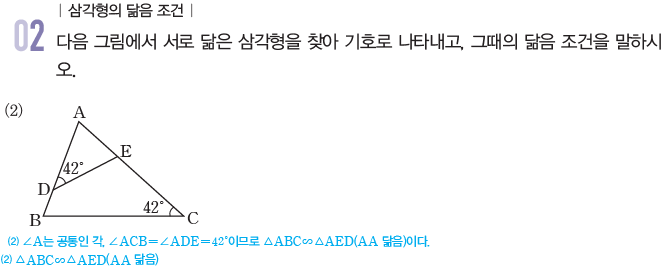 | 삼각형의 닮음 조건 |
02 다음 그림에서 서로 닮은 삼각형을 찾아 기호로 나타내고, 그때의 닮음 조건을 말하시
오.
(2)
A
E
42°
D
42°
B
C
(2) ∠A는 공통인 각, ∠ACB=∠ADE=42°이므로 △ABC∽△AED(AA 닮음)이다.
(2) △ABC∽△AED(AA 닮음)